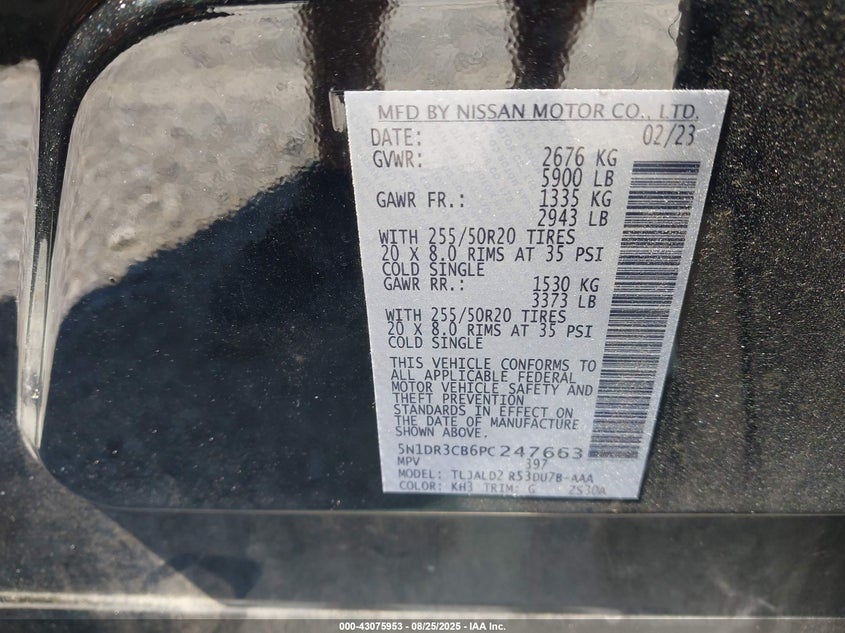 MFD BY NISSAN MOTOR CO., LTD.
DATE: 02/23
GVWR: 2676 KG
5900 LB
GAWR FR.: 1335 KG
2943 LB
WITH 255/50R20 TIRES
20 X 8.0 RIMS AT 35 PSI
COLD SINGLE
GAWR RR.: 1530 KG
3373 LB
WITH 255/50R20 TIRES
20 X 8.0 RIMS AT 35 PSI
COLD SINGLE
THIS VEHICLE CONFORMS TO
ALL APPLICABLE FEDERAL
MOTOR VEHICLE SAFETY AND
THEFT PREVENTION
STANDARDS IN EFFECT ON
THE DATE OF MANUFACTURE
SHOWN ABOVE.
5N1DR3CB6PC247663
MPV 397
MODEL: TLJALD2 R53DU7B-AAA
COLOR: KH3 TRIM: G 2S30A
000-43075953 - 08/25/2025 - IAA Inc.